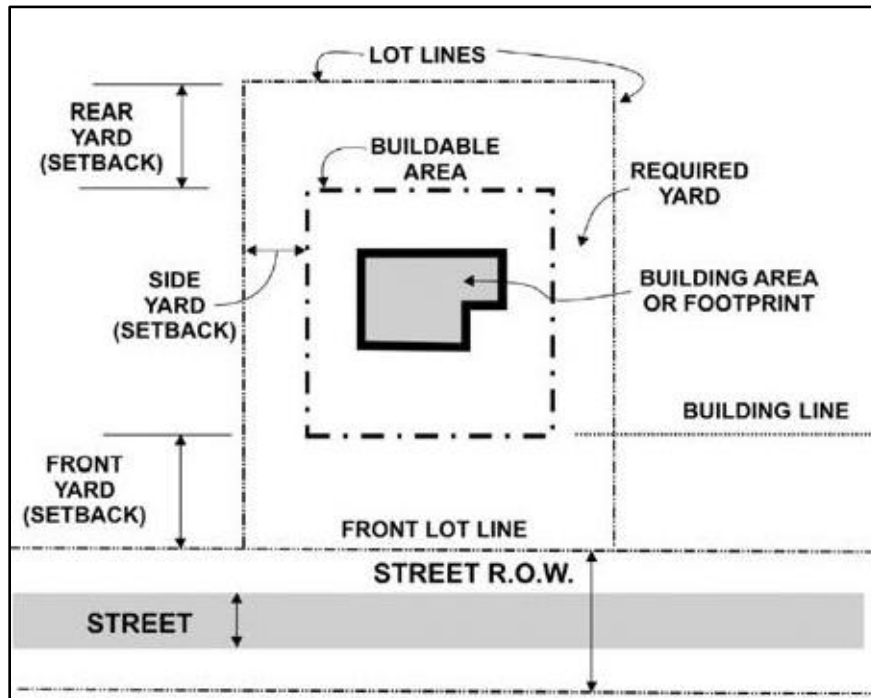 LOT LINES
REAR
YARD
(SETBACK)
BUILDABLE
AREA
REQUIRED
YARD
SIDE
YARD
(SETBACK)
BUILDING AREA
OR FOOTPRINT
BUILDING LINE
FRONT
YARD
(SETBACK)
FRONT LOT LINE
STREET R.O.W.
STREET